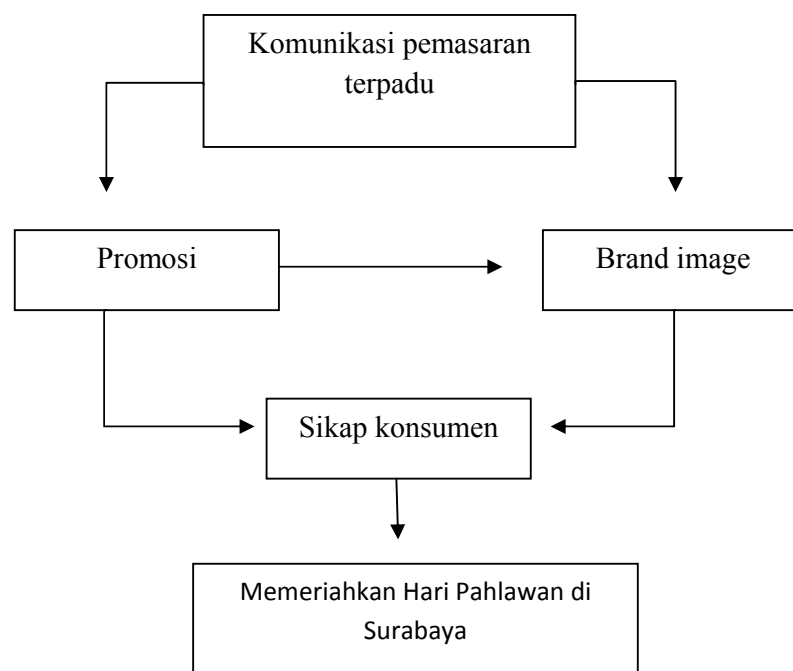 Komunikasi pemasaran
terpadu
Promosi
Brand image
Sikap konsumen
Memeriahkan Hari Pahlawan di
Surabaya